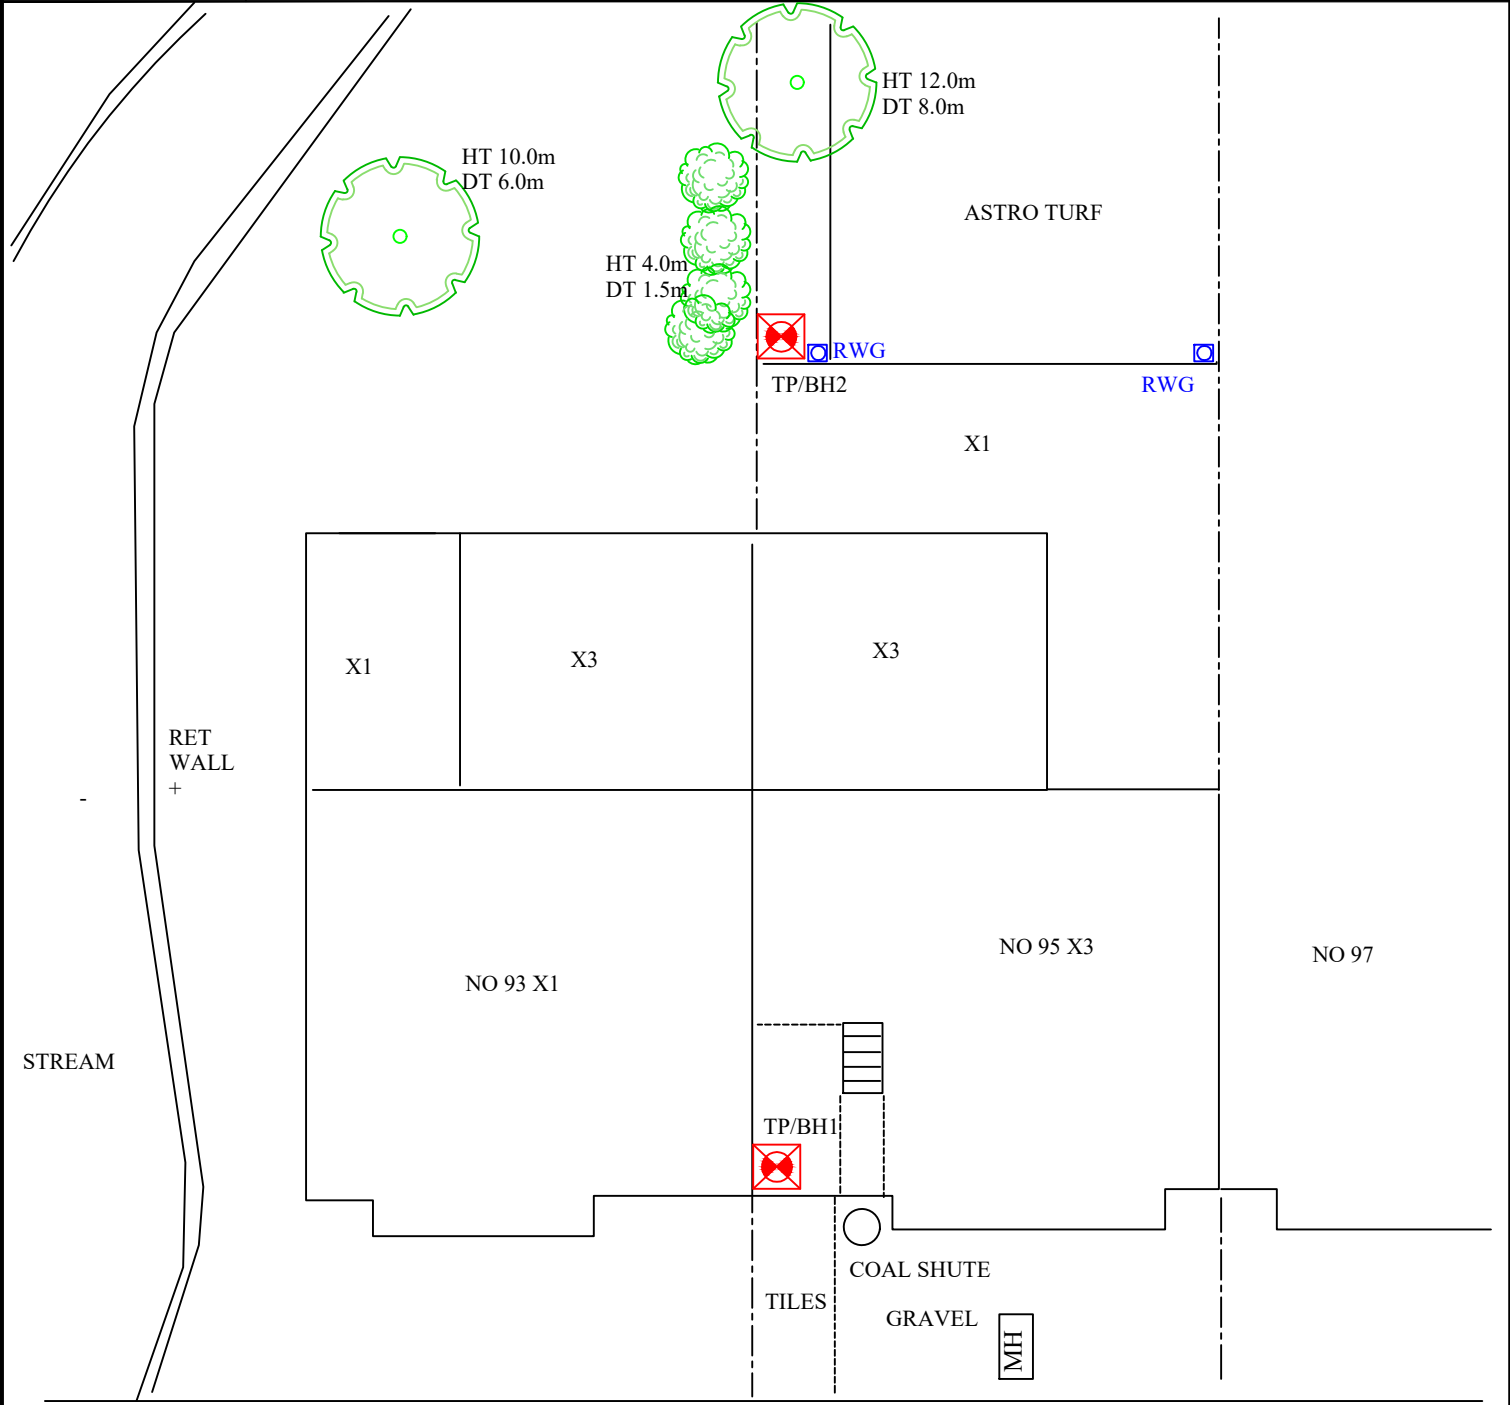 HT 12.0m
DT 8.0m
HT 10.0m
DT 6.0m
ASTRO TURF
HT 4.0m
DT 1.5m
RWG
TP/BH2
RWG
X1
X1
X3
X3
RET
WALL
+
-
NO 95 X3
NO 97
NO 93 X1
STREAM
TP/BH1
COAL SHUTE
TILES
GRAVEL
MH